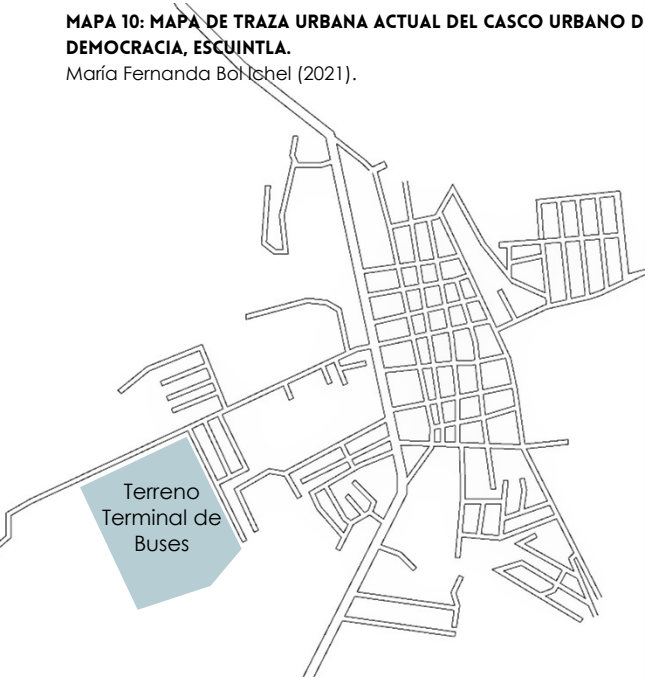 MAPA 10: MAPA DE TRAZA URBANA ACTUAL DEL CASCO URBANO D
DEMOCRACIA, ESCUINTLA.
María Fernanda Bol Ichel (2021).
Terreno
Terminal de
Buses